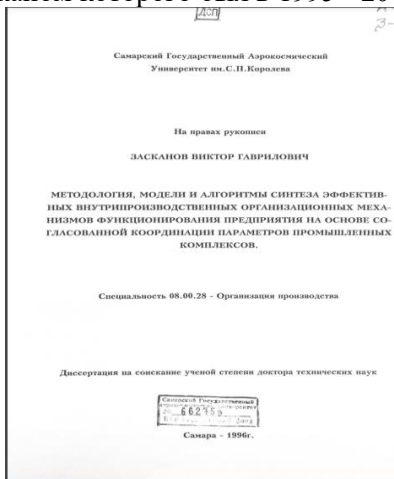 ДСП
Самарский Государственный Аэрокосмический
Университет им.С.П.Королева
На правах рукописи
ЗАСКАНОВ ВИКТОР ГАВРИЛОВИЧ
МЕТОДОЛОГИЯ, МОДЕЛИ И АЛГОРИТМЫ СИНТЕЗА ЭФФЕКТИВ-
НЫХ ВНУТРИПРОИЗВОДСТВЕННЫХ ОРГАНИЗАЦИОННЫХ МЕХА-
НИЗМОВ ФУНКЦИОНИРОВАНИЯ ПРЕДПРИЯТИЯ НА ОСНОВЕ СО-
ГЛАСОВАННОЙ КООРДИНАЦИИ ПАРАМЕТРОВ ПРОМЫШЛЕННЫХ
КОМПЛЕКСОВ.
Специальность 08.00.28 - Организация производства
Диссертация на соискание ученой степени доктора технических наук
Самарский Государственный
Самара - 1996г.